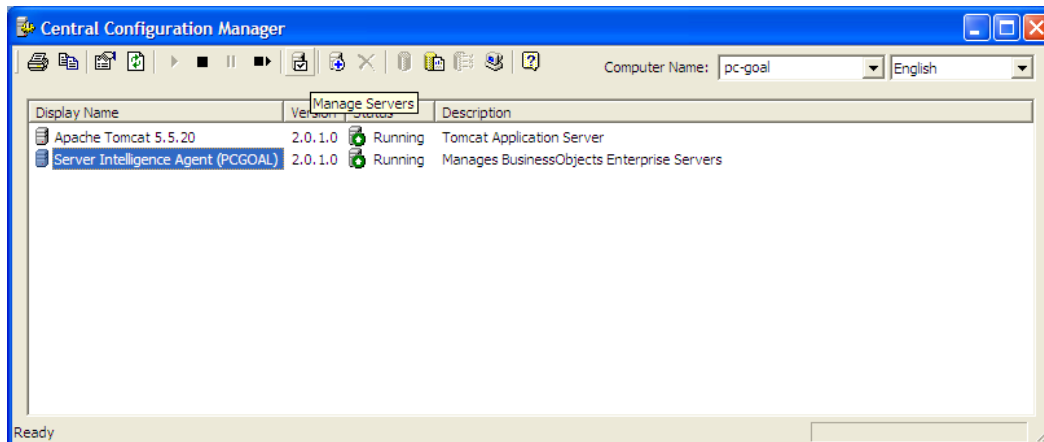 Central Configuration Manager
Computer Name: pc-goal English
Manage Servers
Display Name Version Status Description
Apache Tomcat 5.5.20 2.0.1.0 Running Tomcat Application Server
Server Intelligence Agent (PCGOAL) 2.0.1.0 Running Manages BusinessObjects Enterprise Servers
Ready